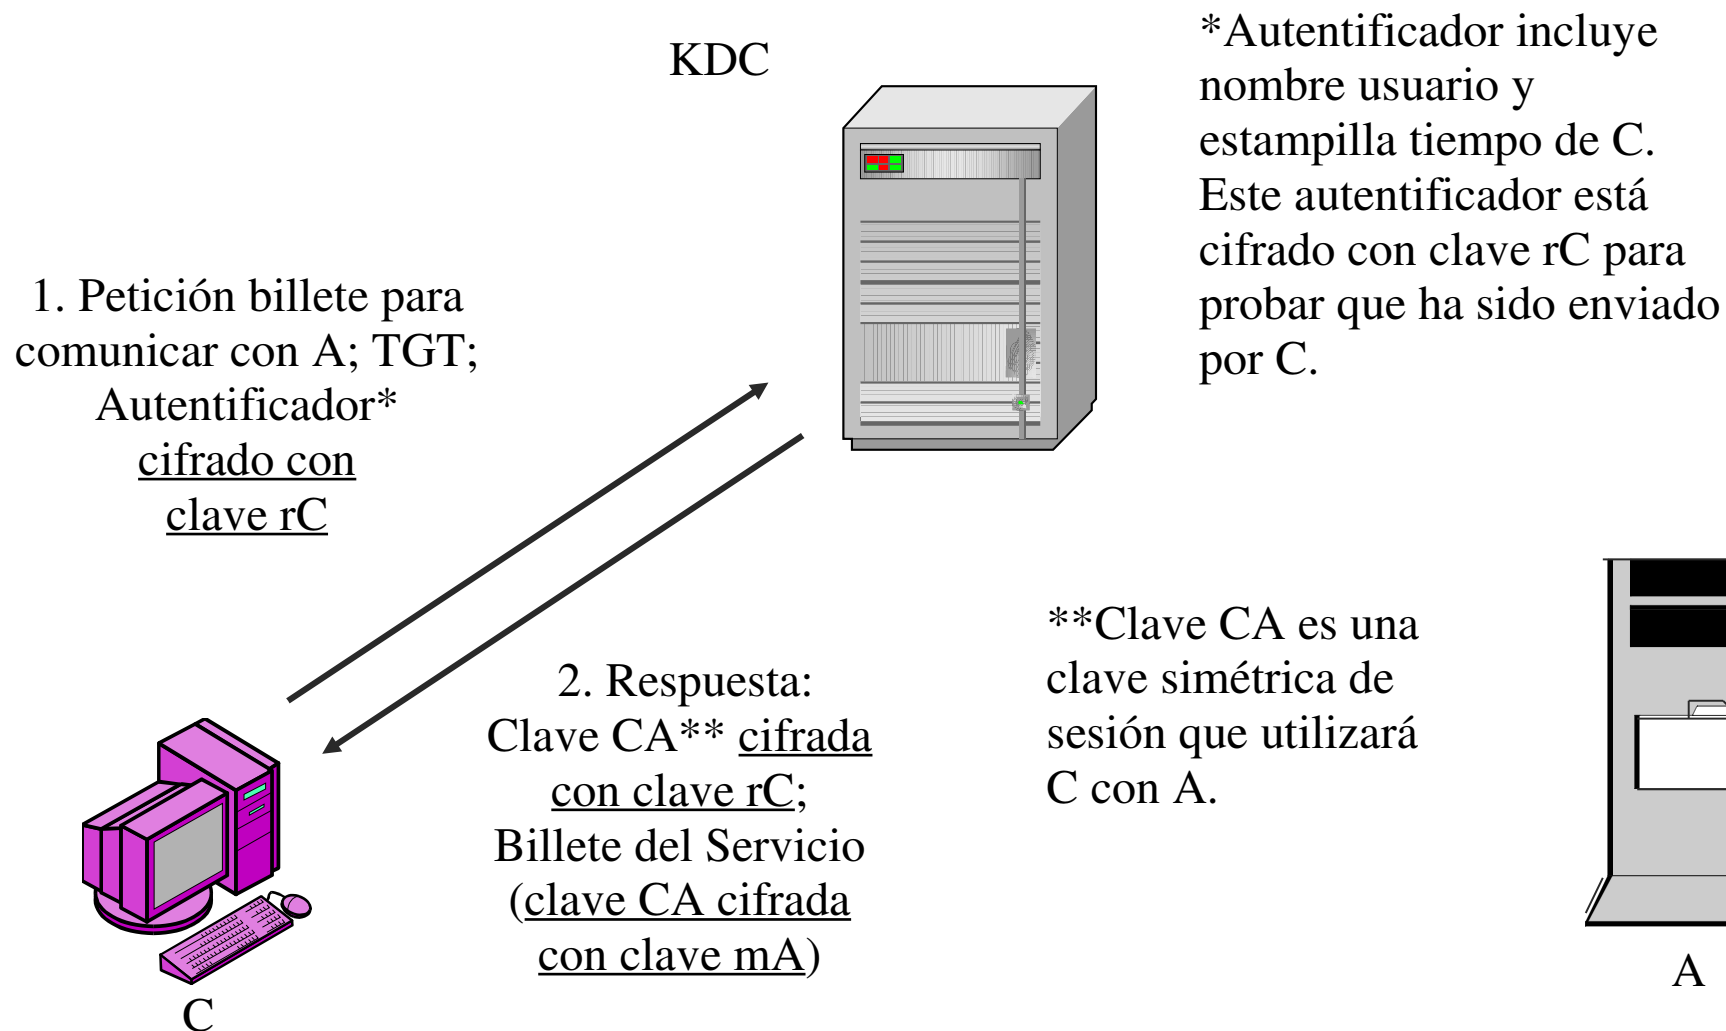 KDC
*Autentificador incluye
nombre usuario y
estampilla tiempo de C.
Este autentificador está
cifrado con clave rC para
probar que ha sido enviado
por C.
1. Petición billete para
comunicar con A; TGT;
Autentificador*
cifrado con
clave rC
**Clave CA es una
clave simétrica de
sesión que utilizará
C con A.
2. Respuesta:
Clave CA** cifrada
con clave rC;
Billete del Servicio
(clave CA cifrada
con clave mA)
A
C